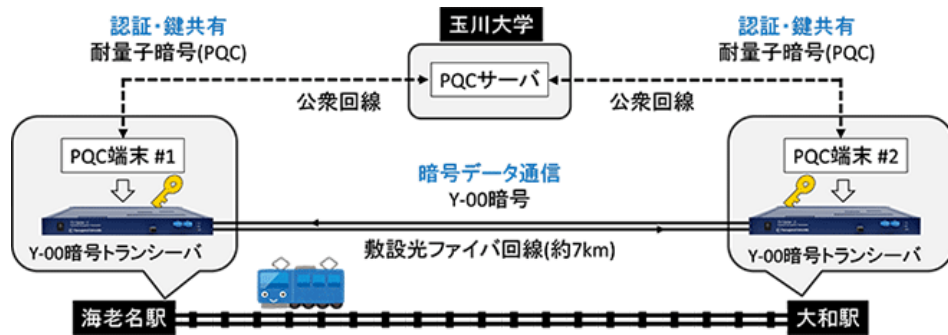 認証・鍵共有
耐量子暗号(PQC)
玉川大学
認証・鍵共有
耐量子暗号(PQC)
PQCサーバ
公衆回線
公衆回線
PQC端末 #1
PQC端末 #2
暗号データ通信
Y-00暗号
Y-00暗号トランシーバ
敷設光ファイバ回線(約7km)
Y-00暗号トランシーバ
海老名駅
大和駅